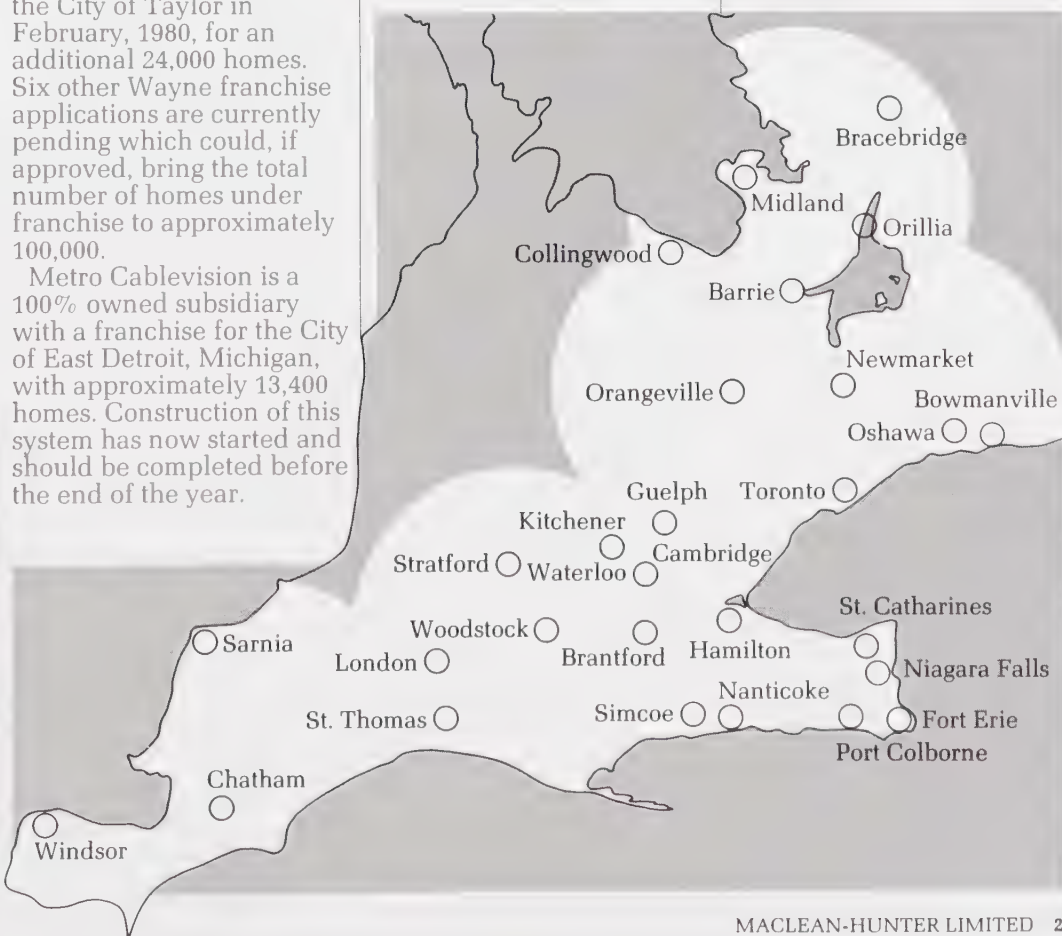 the City of Taylor in
February, 1980, for an
additional 24,000 homes.
Six other Wayne franchise
applications are currently
pending which could, if
approved, bring the total
number of homes under
franchise to approximately
100,000.
Metro Cablevision is a
100% owned subsidiary
with a franchise for the City
of East Detroit, Michigan,
with approximately 13,400
homes. Construction of this
system has now started and
should be completed before
the end of the year.
Bracebridge
Midland
Orillia
Collingwood
Barrie
Newmarket
Orangeville
Bowmanville
Oshawa
Guelph
Toronto
Kitchener
Cambridge
Stratford
Waterloo
St. Catharines
Woodstock
Sarnia
Brantford
Hamilton
London
Niagara Falls
Nanticoke
Simcoe
St. Thomas
Fort Erie
Port Colborne
Chatham
Windsor
MACLEAN-HUNTER LIMITED 2